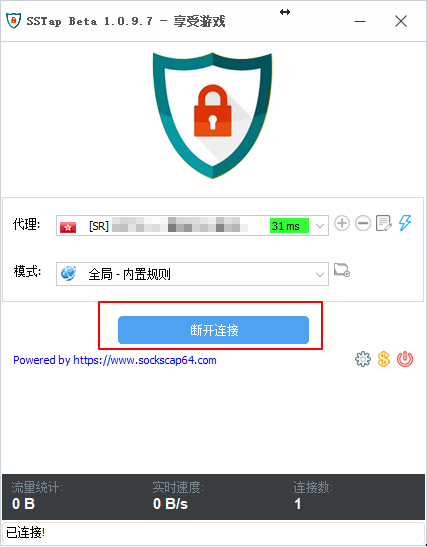 SSTap Beta 1.0.9.7 - 享受游戏
代理: [SR] 31 ms
模式: 全局 - 内置规则
断开连接
Powered by https://www.sockscap64.com
流量统计: 实时速度: 连接数:
0 B 0 B/s 1
已连接!